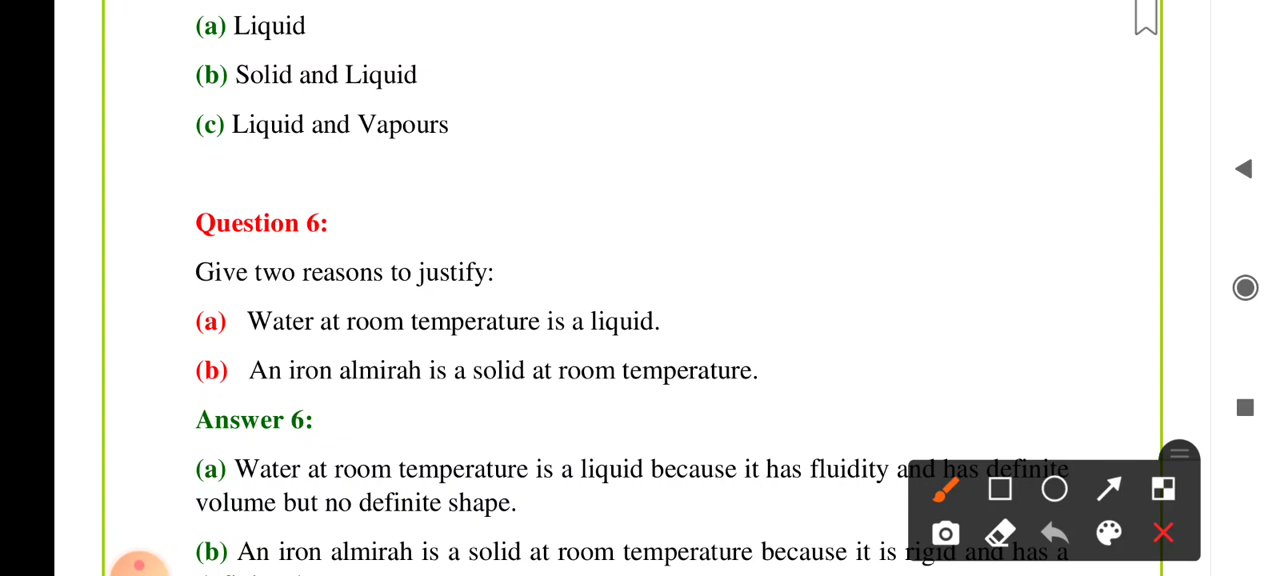 (a) Liquid
(b) Solid and Liquid
(c) Liquid and Vapours
Question 6:
Give two reasons to justify:
(a) Water at room temperature is a liquid.
(b) An iron almirah is a solid at room temperature.
Answer 6:
(a) Water at room temperature is a liquid because it has fluidity and has definite
volume but no definite shape.
(b) An iron almirah is a solid at room temperature because it is rigid and has a